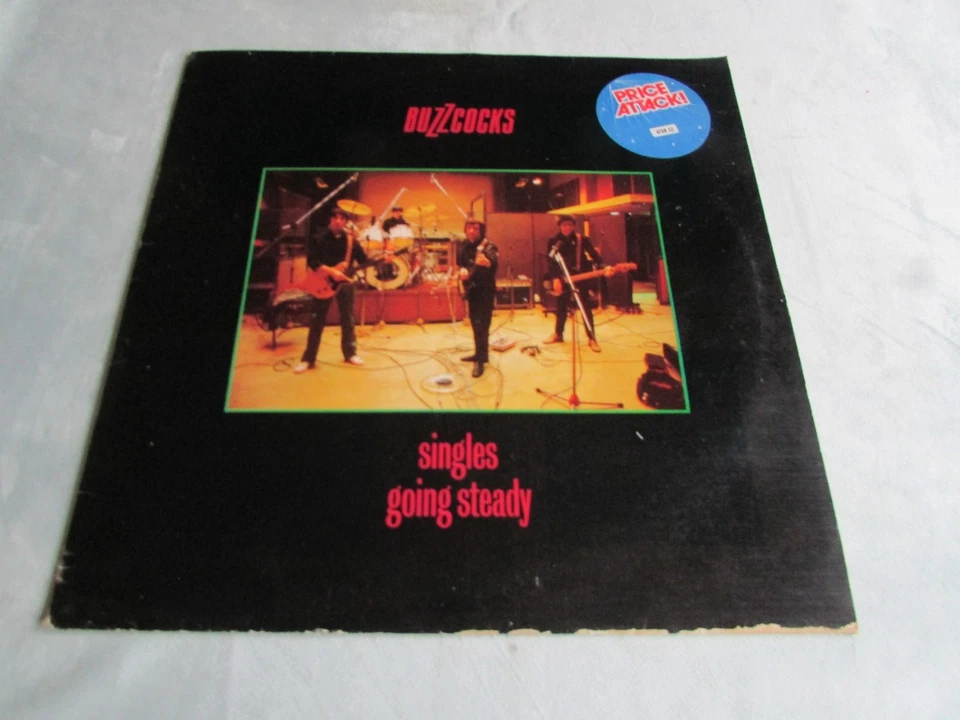 BUZZCOCKS
PRICE
ATTACK!
singles
going steady